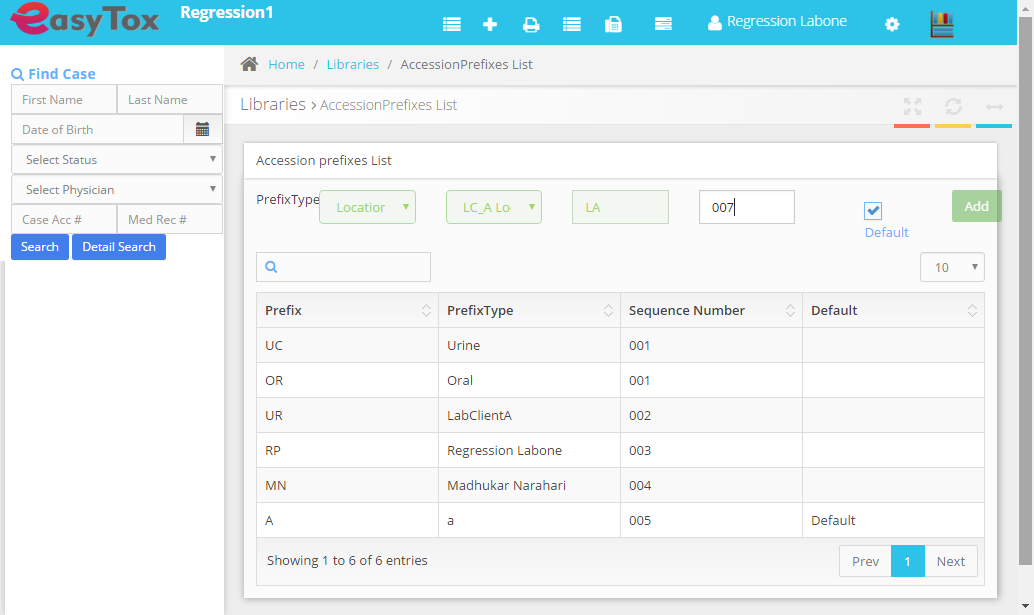 easyTox
Regression1
Regression Labone
Find Case
First Name
Last Name
Date of Birth
Select Status
Select Physician
Case Acc #
Med Rec #
Search
Detail Search
Home / Libraries / AccessionPrefixes List
Libraries > AccessionPrefixes List
Accession prefixes List
PrefixType
Location
LC_A Lo
LA
007
Default
Add
10
Prefix PrefixType Sequence Number Default
UC Urine 001
OR Oral 001
UR LabClientA 002
RP Regression Labone 003
MN Madhukar Narahari 004
A a 005 Default
Showing 1 to 6 of 6 entries
Prev 1 Next